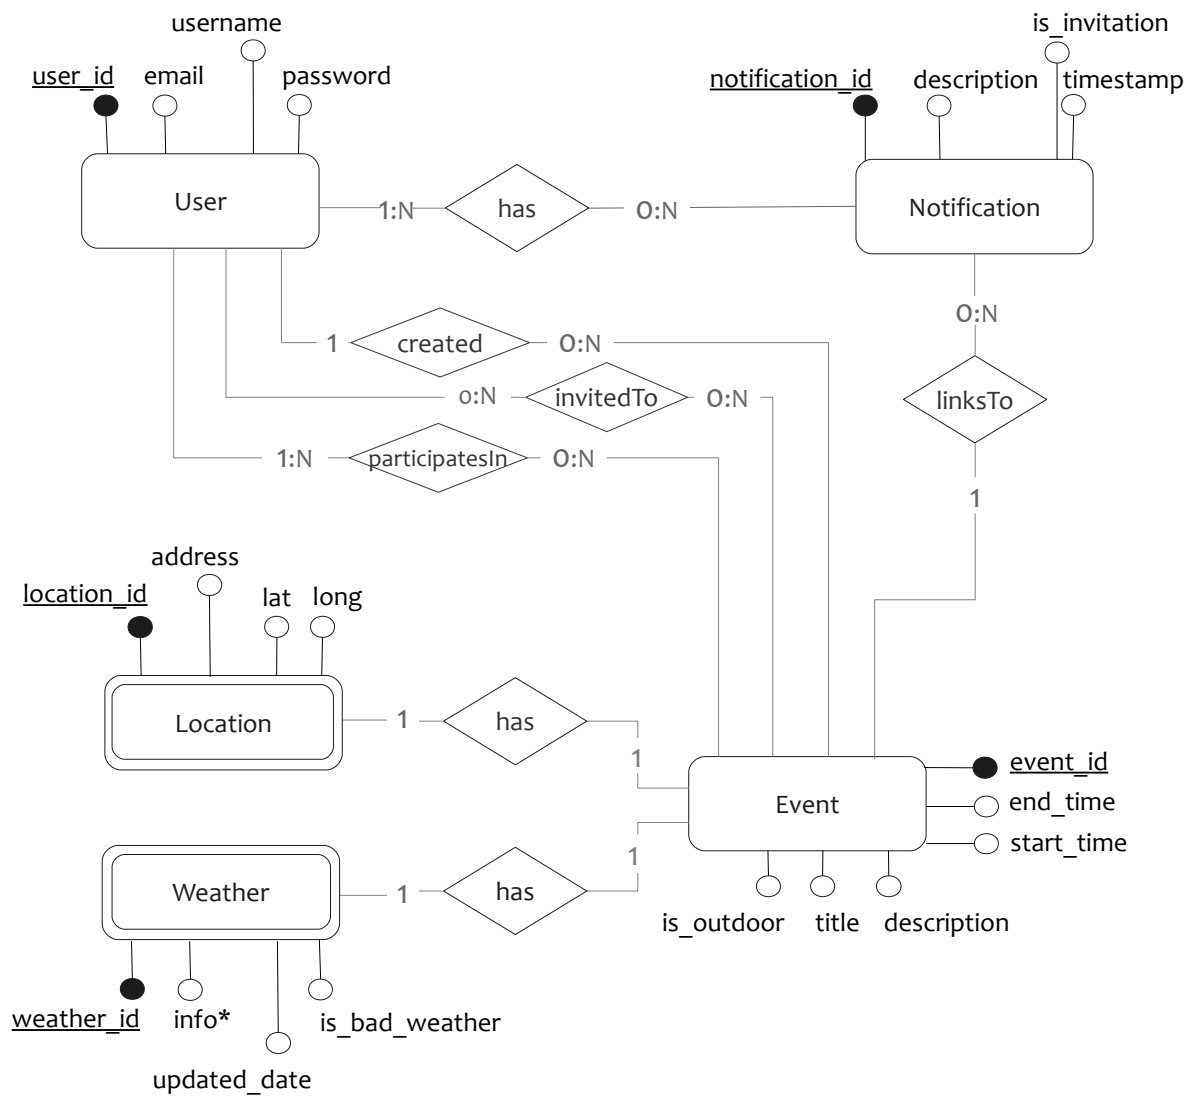 username
is_invitation
user_id
email
password
notification_id
description
timestamp
User
1:N
has
0:N
Notification
0:N
1
created
0:N
o:N
invitedTo
0:N
linksTo
1:N
participatesIn
0:N
1
address
location_id
lat
long
Location
1
has
1
event_id
Event
end_time
start_time
1
Weather
1
has
is_outdoor
title
description
weather_id
info*
is_bad_weather
updated_date